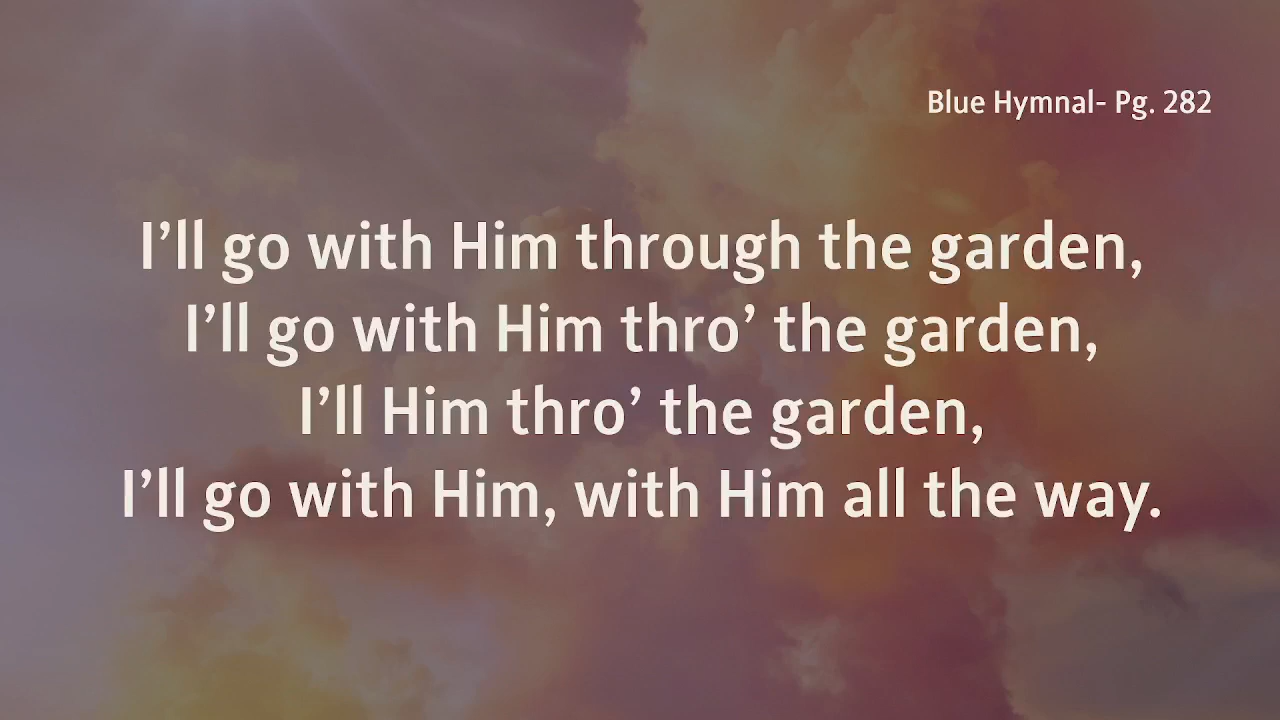 Blue Hymnal- Pg. 282
I’ll go with Him through the garden,
I’ll go with Him thro’ the garden,
I’ll Him thro’ the garden,
I’ll go with Him, with Him all the way.